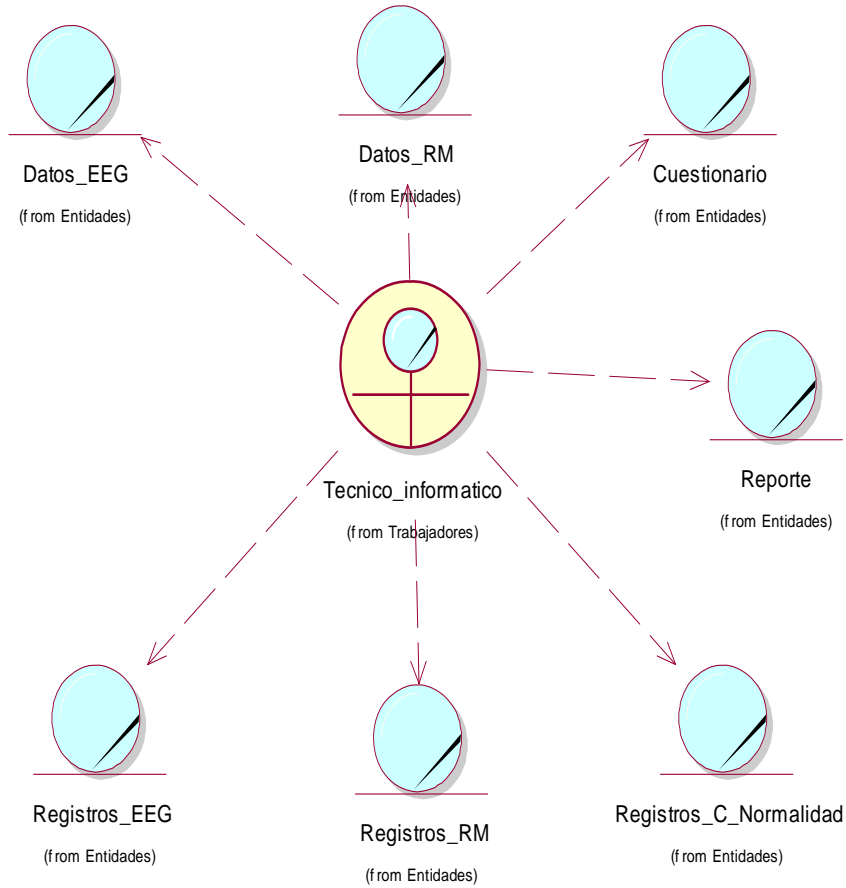 Datos_EEG
(from Entidades)
Datos_RM
(from Entidades)
Cuestionario
(from Entidades)
Reporte
(from Entidades)
Tecnico_informatico
(from Trabajadores)
Registros_EEG
(from Entidades)
Registros_RM
(from Entidades)
Registros_C_Normalidad
(from Entidades)